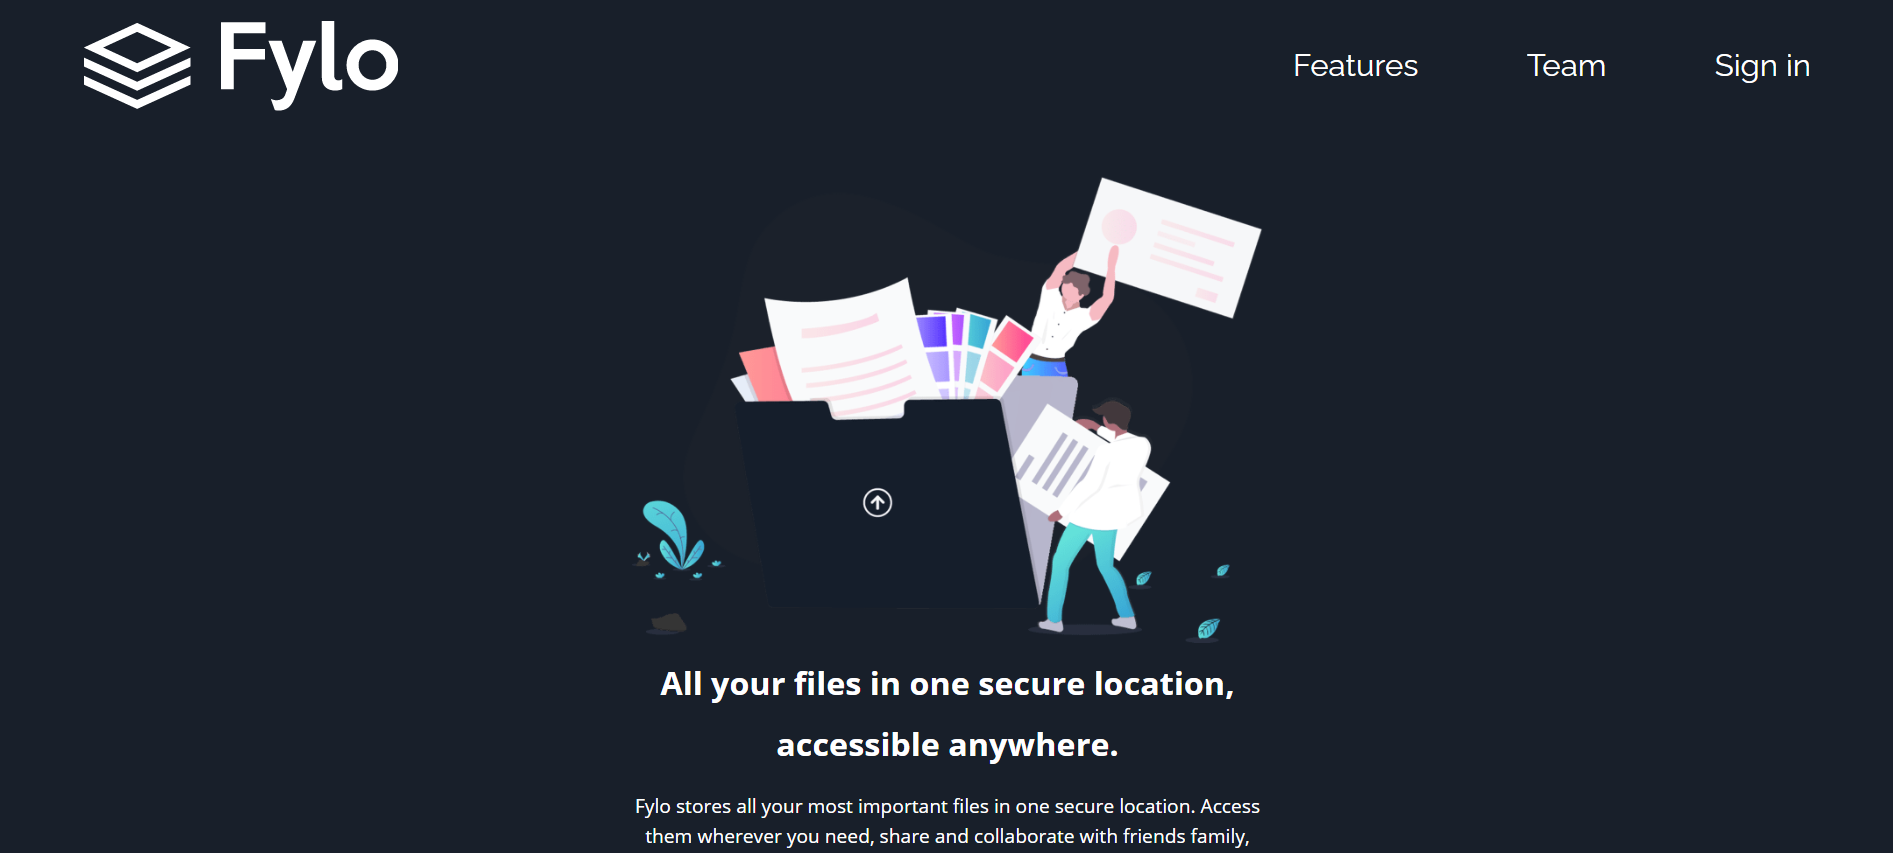 Fylo
Features
Team
Sign in
All your files in one secure location,
accessible anywhere.
Fylo stores all your most important files in one secure location. Access
them wherever you need, share and collaborate with friends family,